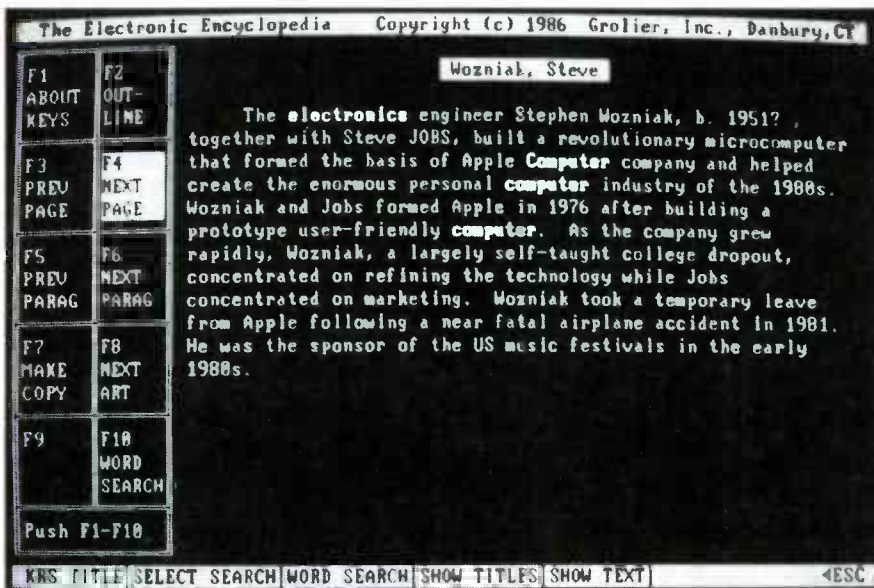 The Electronic Encyclopedia Copyright (c) 1986 Grolier, Inc., Danbury, CT
Wozniak, Steve
F1 ABOUT KEYS
F2 OUT-LINE
F3 PREV PAGE
F4 NEXT PAGE
F5 PREV PARAG
F6 NEXT PARAG
F7 MAKE COPY
F8 NEXT ART
F9
F10 WORD SEARCH
Push F1-F10
The electronics engineer Stephen Wozniak, b. 1951? ,
together with Steve JOBS, built a revolutionary microcomputer
that formed the basis of Apple Computer company and helped
create the enormous personal computer industry of the 1980s.
Wozniak and Jobs formed Apple in 1976 after building a
prototype user-friendly computer. As the company grew
rapidly, Wozniak, a largely self-taught college dropout,
concentrated on refining the technology while Jobs
concentrated on marketing. Wozniak took a temporary leave
from Apple following a near fatal airplane accident in 1981.
He was the sponsor of the US music festivals in the early
1980s.
KRS TITLE SELECT SEARCH WORD SEARCH SHOW TITLES SHOW TEXT ◄ESC